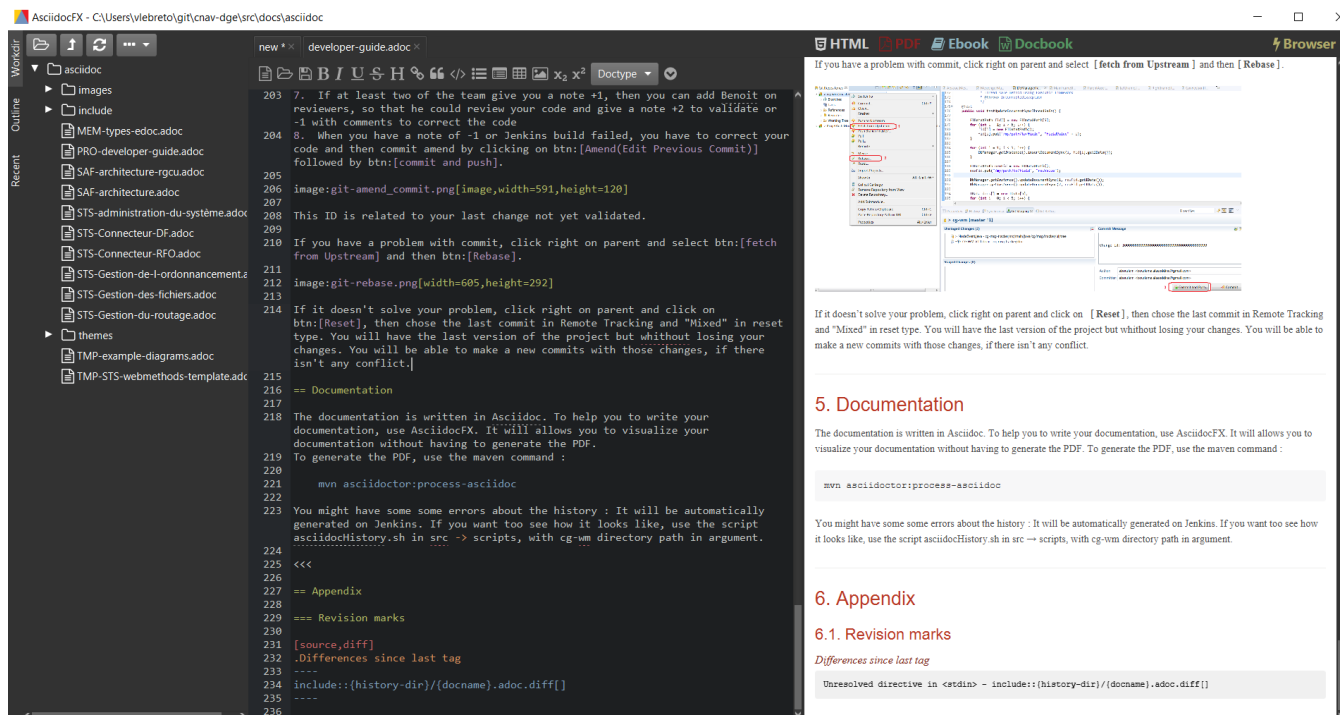 AsciidocFX - C:\Users\vlebreto\git\cnav-dge\src\docs\asciidoc
Workdir
Outline
Recent
asciidoc
images
include
MEM-types-edoc.adoc
PRO-developer-guide.adoc
SAF-architecture-rgcu.adoc
SAF-architecture.adoc
STS-administration-du-système.adoc
STS-Connecteur-DF.adoc
STS-Connecteur-RFO.adoc
STS-Gestion-de-l-ordonnancement.a
STS-Gestion-des-fichiers.adoc
STS-Gestion-du-routage.adoc
themes
TMP-example-diagrams.adoc
TMP-STS-webmethods-template.adc
new * ×
developer-guide.adoc ×
B I U S H </> x₂ x² Doctype
203 7. If at least two of the team give you a note +1, then you can add Benoit on
reviewers, so that he could review your code and give a note +2 to validate or
-1 with comments to correct the code
204 8. When you have a note of -1 or Jenkins build failed, you have to correct your
code and then commit amend by clicking on btn:[Amend(Edit Previous Commit)]
followed by btn:[commit and push].
205
206 image:git-amend_commit.png[image,width=591,height=120]
207
208 This ID is related to your last change not yet validated.
209
210 If you have a problem with commit, click right on parent and select btn:[fetch
from Upstream] and then btn:[Rebase].
211
212 image:git-rebase.png[width=605,height=292]
213
214 If it doesn't solve your problem, click right on parent and click on
btn:[Reset], then chose the last commit in Remote Tracking and "Mixed" in reset
type. You will have the last version of the project but whithout losing your
changes. You will be able to make a new commits with those changes, if there
isn't any conflict.
215
216 == Documentation
217
218 The documentation is written in Asciidoc. To help you to write your
documentation, use AsciidocFX. It will allows you to visualize your
documentation without having to generate the PDF.
219 To generate the PDF, use the maven command :
220
221 mvn asciidoctor:process-asciidoc
222
223 You might have some some errors about the history : It will be automatically
generated on Jenkins. If you want too see how it looks like, use the script
asciidocHistory.sh in src -> scripts, with cg-wm directory path in argument.
224
225 <<<
226
227 == Appendix
228
229 === Revision marks
230
231 [source,diff]
232 .Differences since last tag
233 ----
234 include::{history-dir}/{docname}.adoc.diff[]
235 ----
236
HTML PDF Ebook Docbook Browser
If you have a problem with commit, click right on parent and select [fetch from Upstream] and then [Rebase].
If it doesn't solve your problem, click right on parent and click on [Reset], then chose the last commit in Remote Tracking
and "Mixed" in reset type. You will have the last version of the project but whithout losing your changes. You will be able to
make a new commits with those changes, if there isn't any conflict.
5. Documentation
The documentation is written in Asciidoc. To help you to write your documentation, use AsciidocFX. It will allows you to
visualize your documentation without having to generate the PDF. To generate the PDF, use the maven command :
mvn asciidoctor:process-asciidoc
You might have some some errors about the history : It will be automatically generated on Jenkins. If you want too see how
it looks like, use the script asciidocHistory.sh in src → scripts, with cg-wm directory path in argument.
6. Appendix
6.1. Revision marks
Differences since last tag
Unresolved directive in <stdin> - include::{history-dir}/{docname}.adoc.diff[]